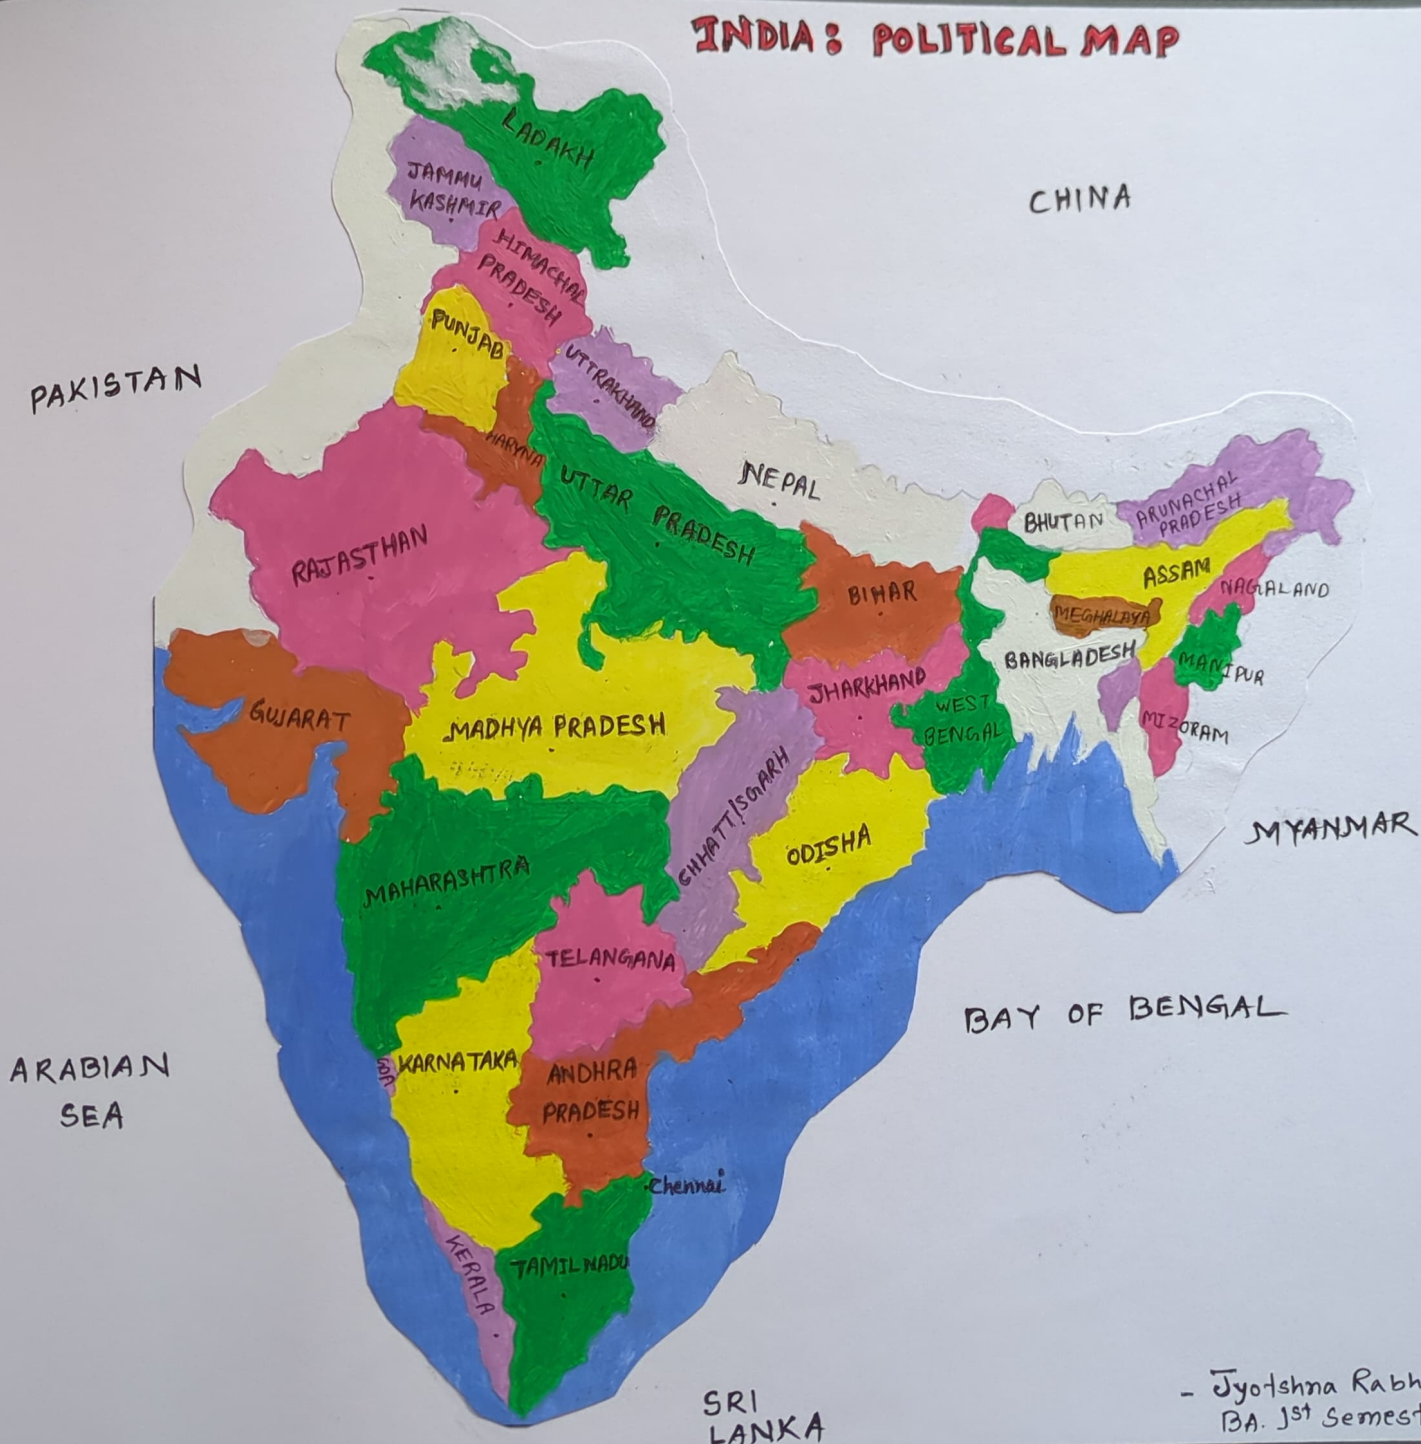 INDIA: POLITICAL MAP
LADAKH
JAMMU
KASHMIR
CHINA
HIMACHAL
PRADESH
PUNJAB
UTTRAKHAND
PAKISTAN
HARYNA
UTTAR PRADESH
NEPAL
BHUTAN
ARUNACHAL
PRADESH
RAJASTHAN
BIHAR
ASSAM
NAGALAND
MEGHALAYA
BANGLADESH
MANIPUR
JHARKHAND
WEST
BENGAL
GUJARAT
MADHYA PRADESH
MIZORAM
CHHATTISGARH
ODISHA
MYANMAR
MAHARASHTRA
TELANGANA
BAY OF BENGAL
ARABIAN
SEA
GOA
KARNATAKA
ANDHRA
PRADESH
Chennai
KERALA
TAMIL NADU
SRI
LANKA
- Jyotshna Rabh
BA. 1st Semest